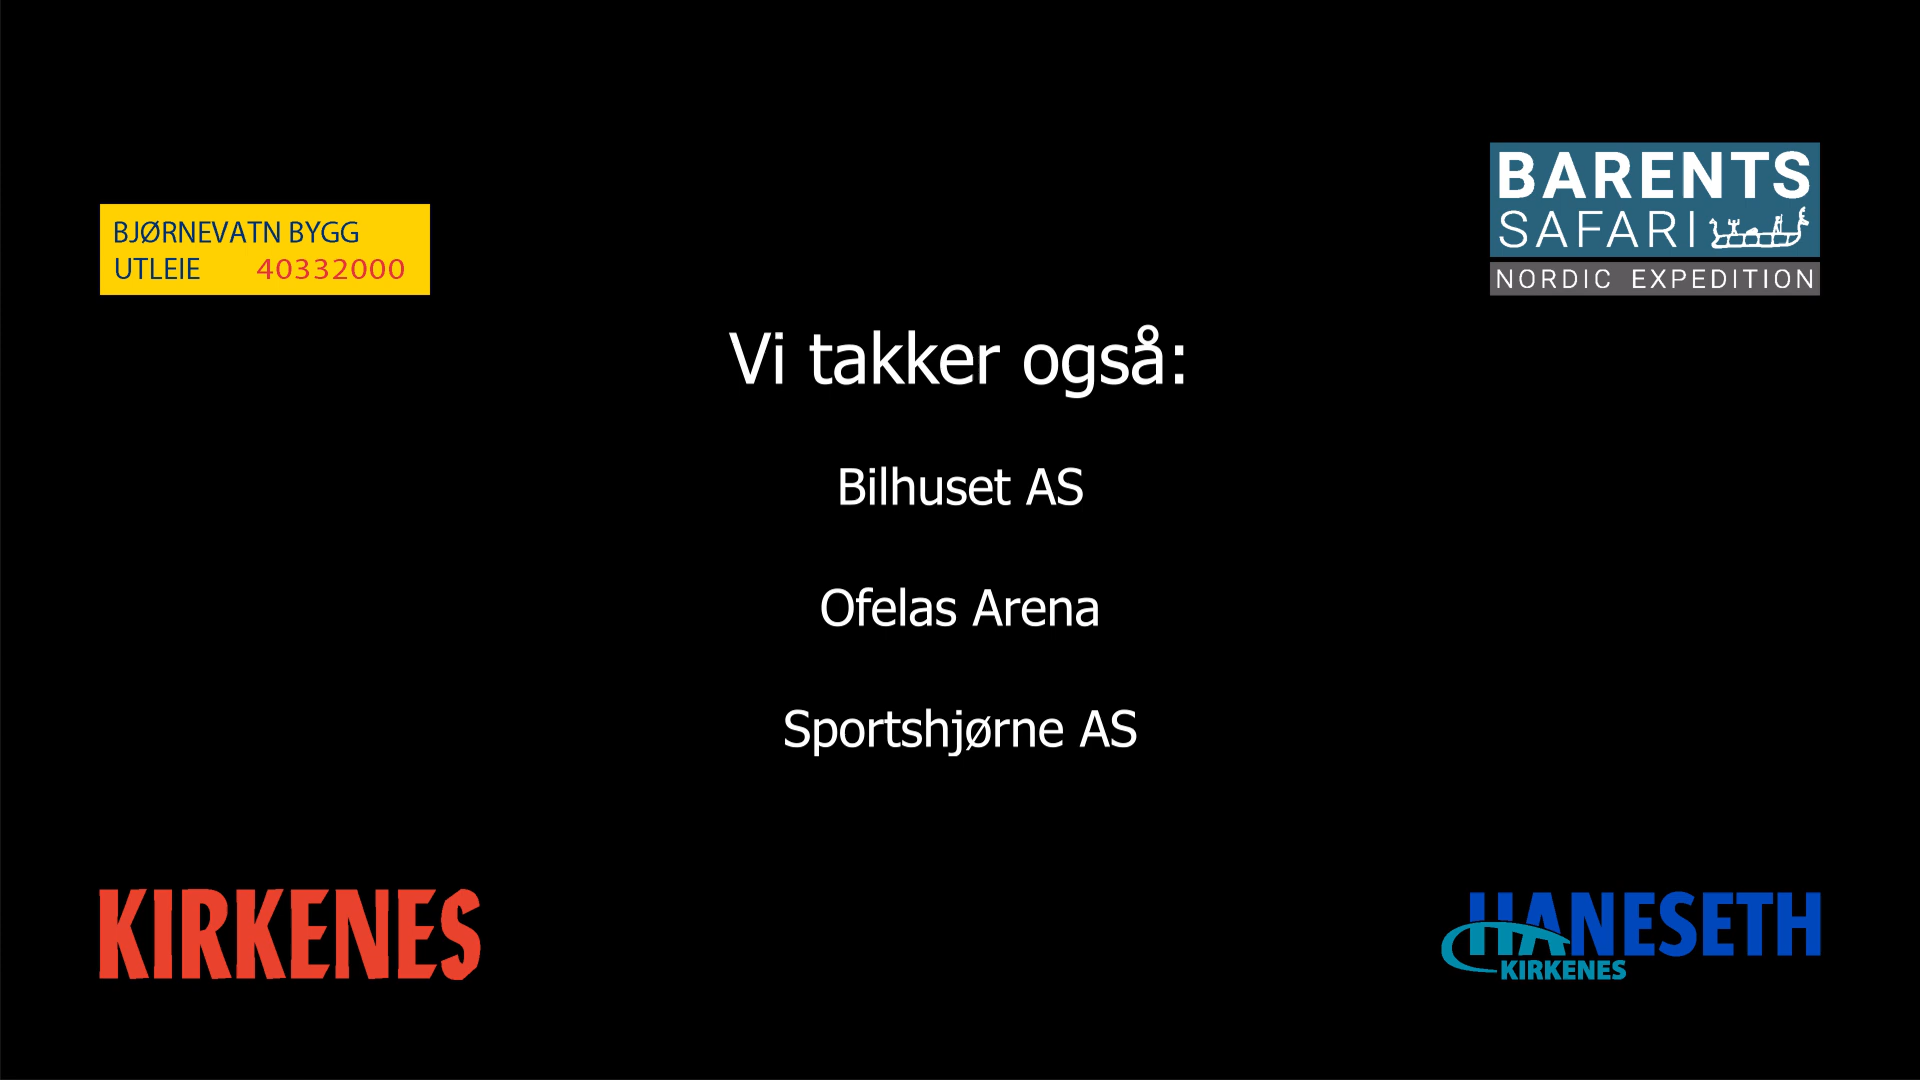 BJØRNEVATN BYGG
UTLEIE 40332000
BARENTS
SAFARI
NORDIC EXPEDITION
Vi takker også:
Bilhuset AS
Ofelas Arena
Sportshjørne AS
KIRKENES
HANESETH
KIRKENES